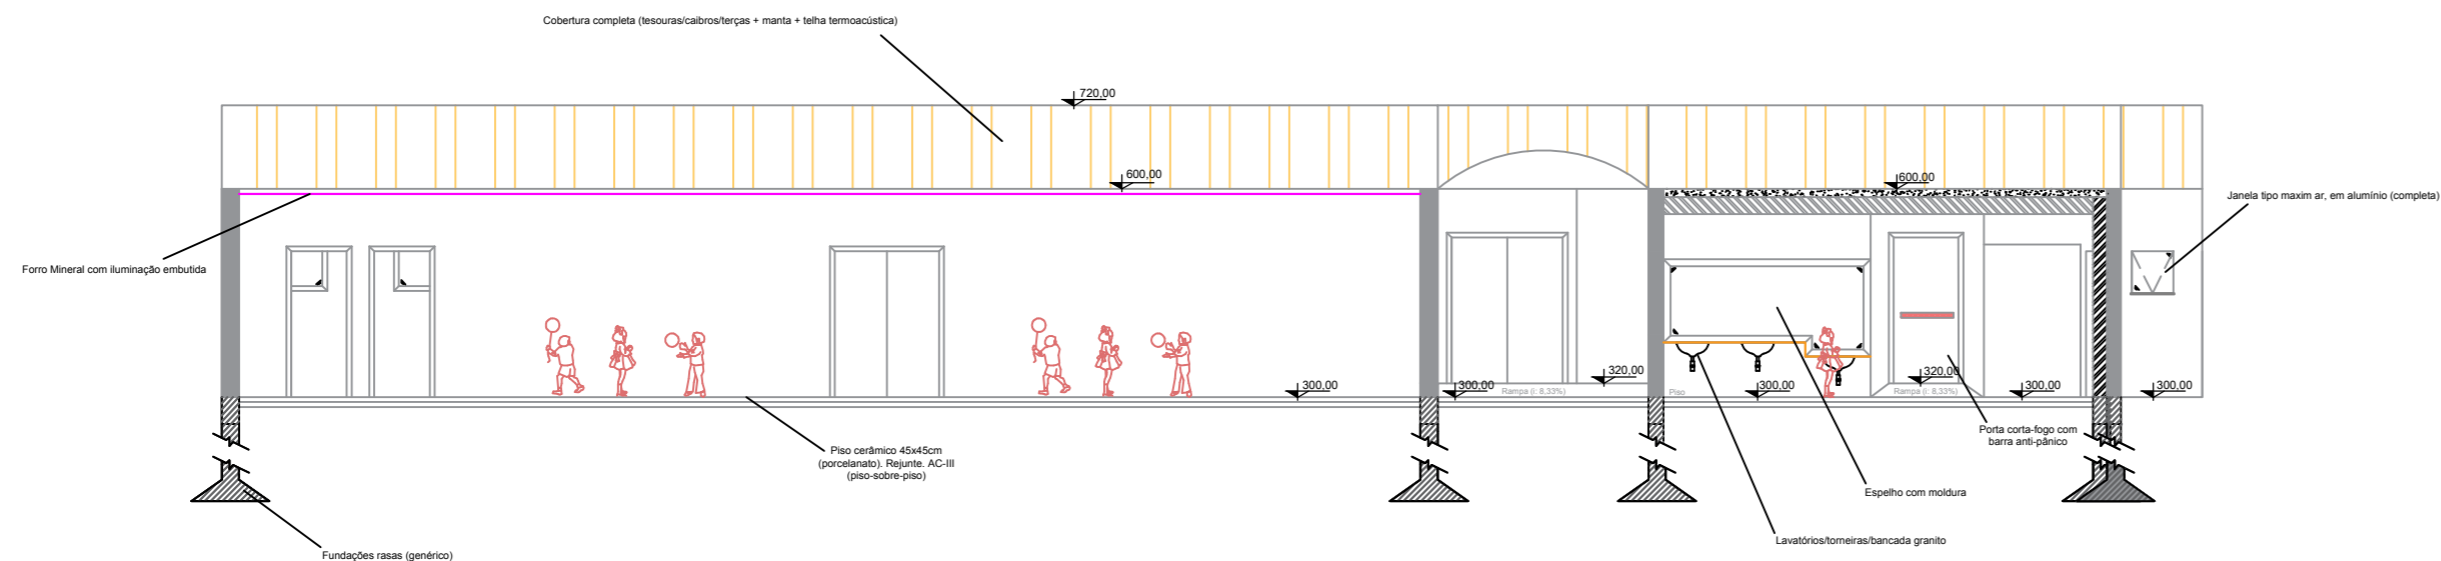 Cobertura completa (tesouras/caibros/terças + manta + telha termoacústica)
720,00
600,00
600,00
Janela tipo maxim ar, em alumínio (completa)
Forro Mineral com iluminação embutida
300,00
300,00
Rampa (i: 8,33%)
320,00
Piso
300,00
320,00
Rampa (i: 8,33%)
300,00
300,00
Porta corta-fogo com
barra anti-pânico
Piso cerâmico 45x45cm
(porcelanato). Rejunte. AC-III
(piso-sobre-piso)
Espelho com moldura
Lavatórios/torneiras/bancada granito
Fundações rasas (genérico)